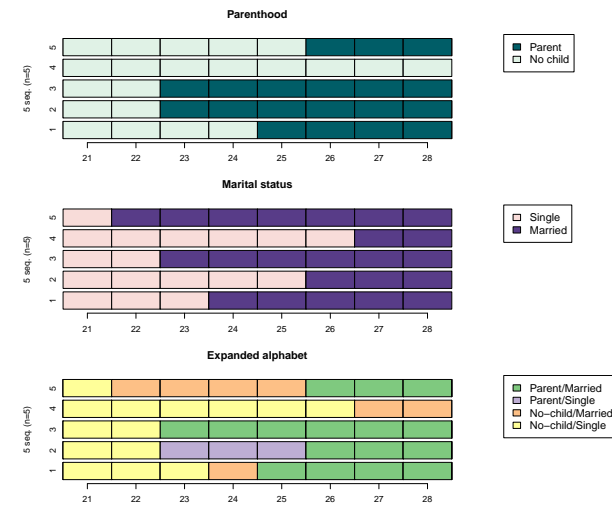 Parenthood
5 seq. (n=5)
5
4
3
2
1
21 22 23 24 25 26 27 28
Parent
No child
Marital status
5 seq. (n=5)
5
4
3
2
1
21 22 23 24 25 26 27 28
Single
Married
Expanded alphabet
5 seq. (n=5)
5
4
3
2
1
21 22 23 24 25 26 27 28
Parent/Married
Parent/Single
No−child/Married
No−child/Single